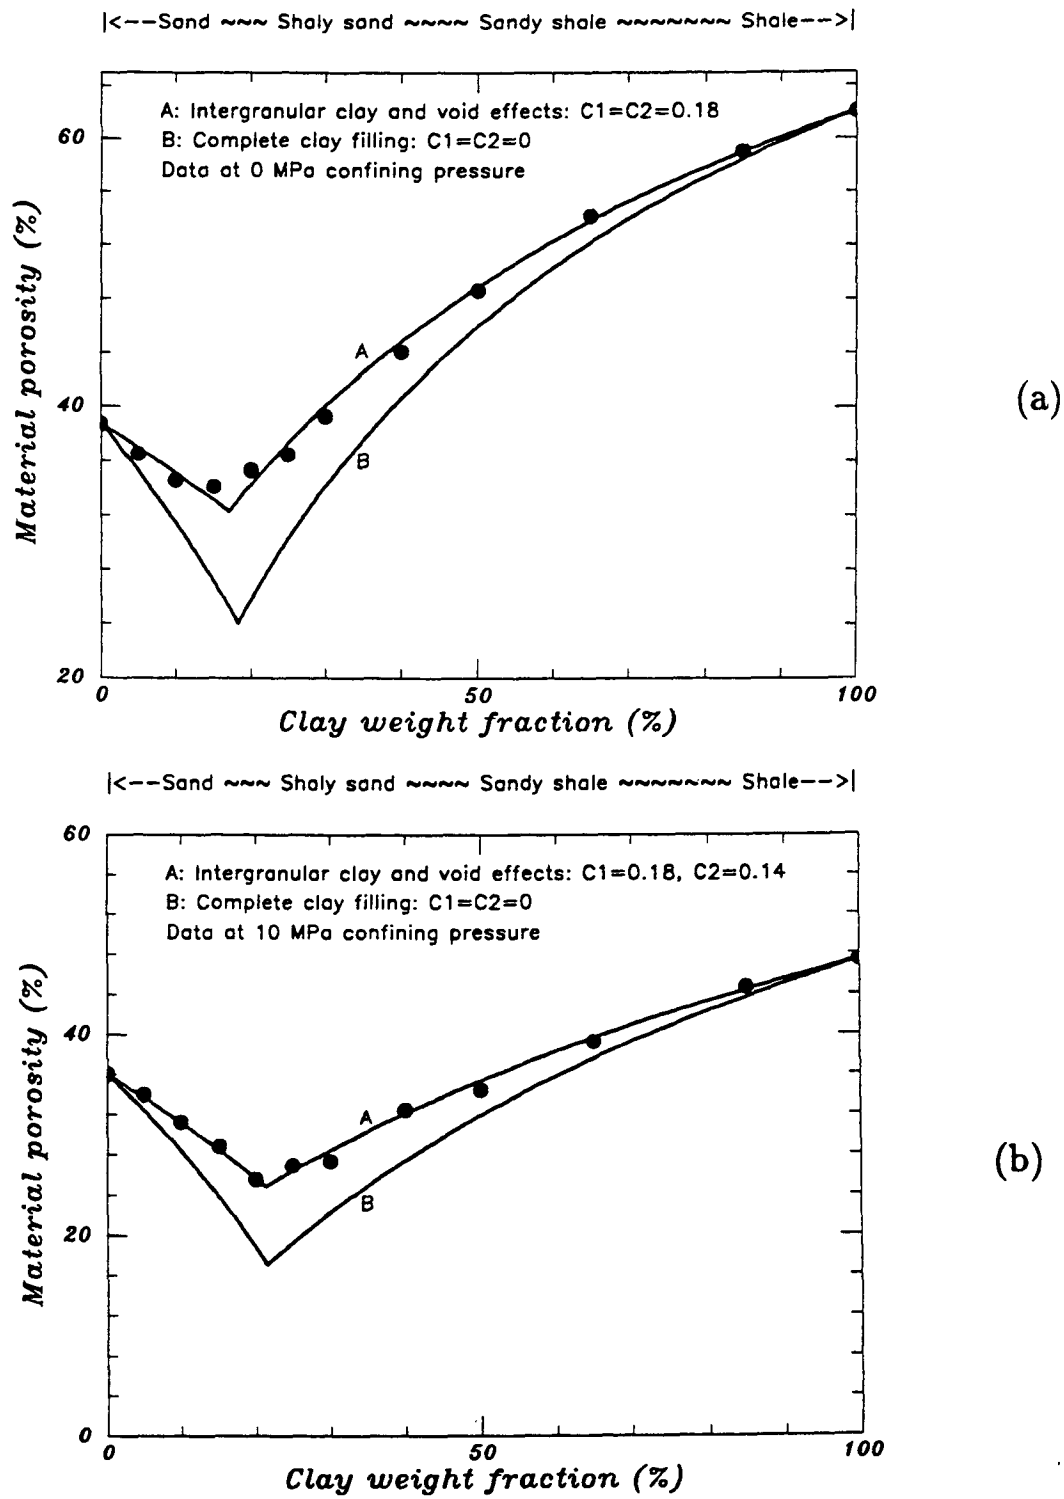 |<--Sand ~~~ Shaly sand ~~~~ Sandy shale ~~~~~~~ Shale-->|
A: Intergranular clay and void effects: C1=C2=0.18
B: Complete clay filling: C1=C2=0
Data at 0 MPa confining pressure
60
40
20
Material porosity (%)
A
B
(a)
0 50 100
Clay weight fraction (%)
|<--Sand ~~~ Shaly sand ~~~~ Sandy shale ~~~~~~~ Shale-->|
60
A: Intergranular clay and void effects: C1=0.18, C2=0.14
B: Complete clay filling: C1=C2=0
Data at 10 MPa confining pressure
40
20
0
Material porosity (%)
A
B
(b)
0 50 100
Clay weight fraction (%)